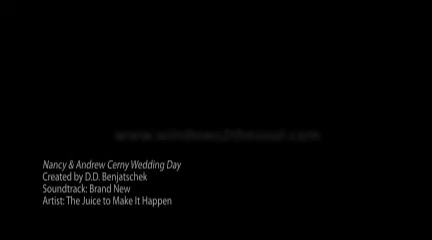 Nancy & Andrew Cerny Wedding Day
Created by D.D. Benjatschek
Soundtrack: Brand New
Artist: The Juice to Make It Happen